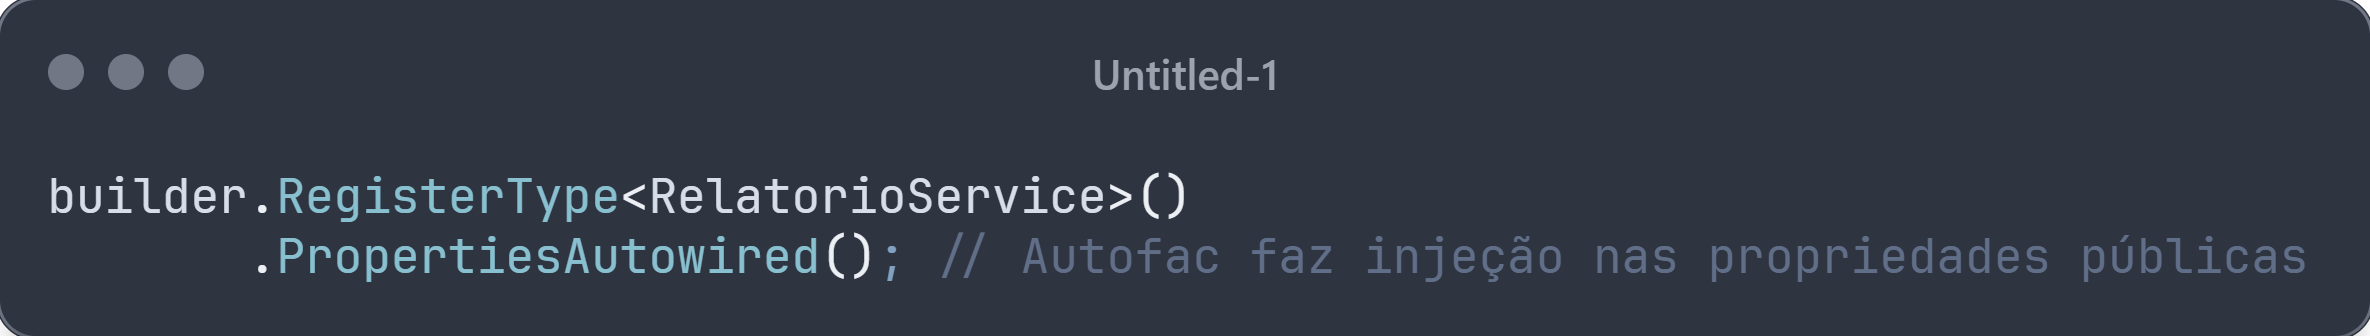 Untitled-1
builder.RegisterType<RelatorioService>()
.PropertiesAutowired(); // Autofac faz injeção nas propriedades públicas